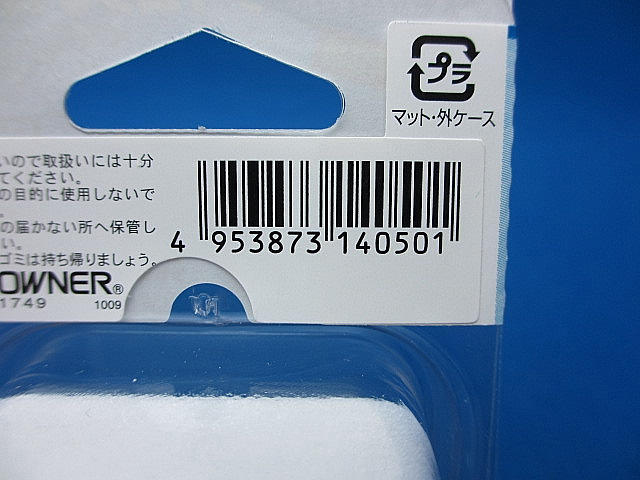 プラ
マット・外ケース
いので取扱いには十分
てください。
の目的に使用しないで
の届かない所へ保管し
い。
ゴミは持ち帰りましょう。
4 953873 140501
OWNER®
1749
1009